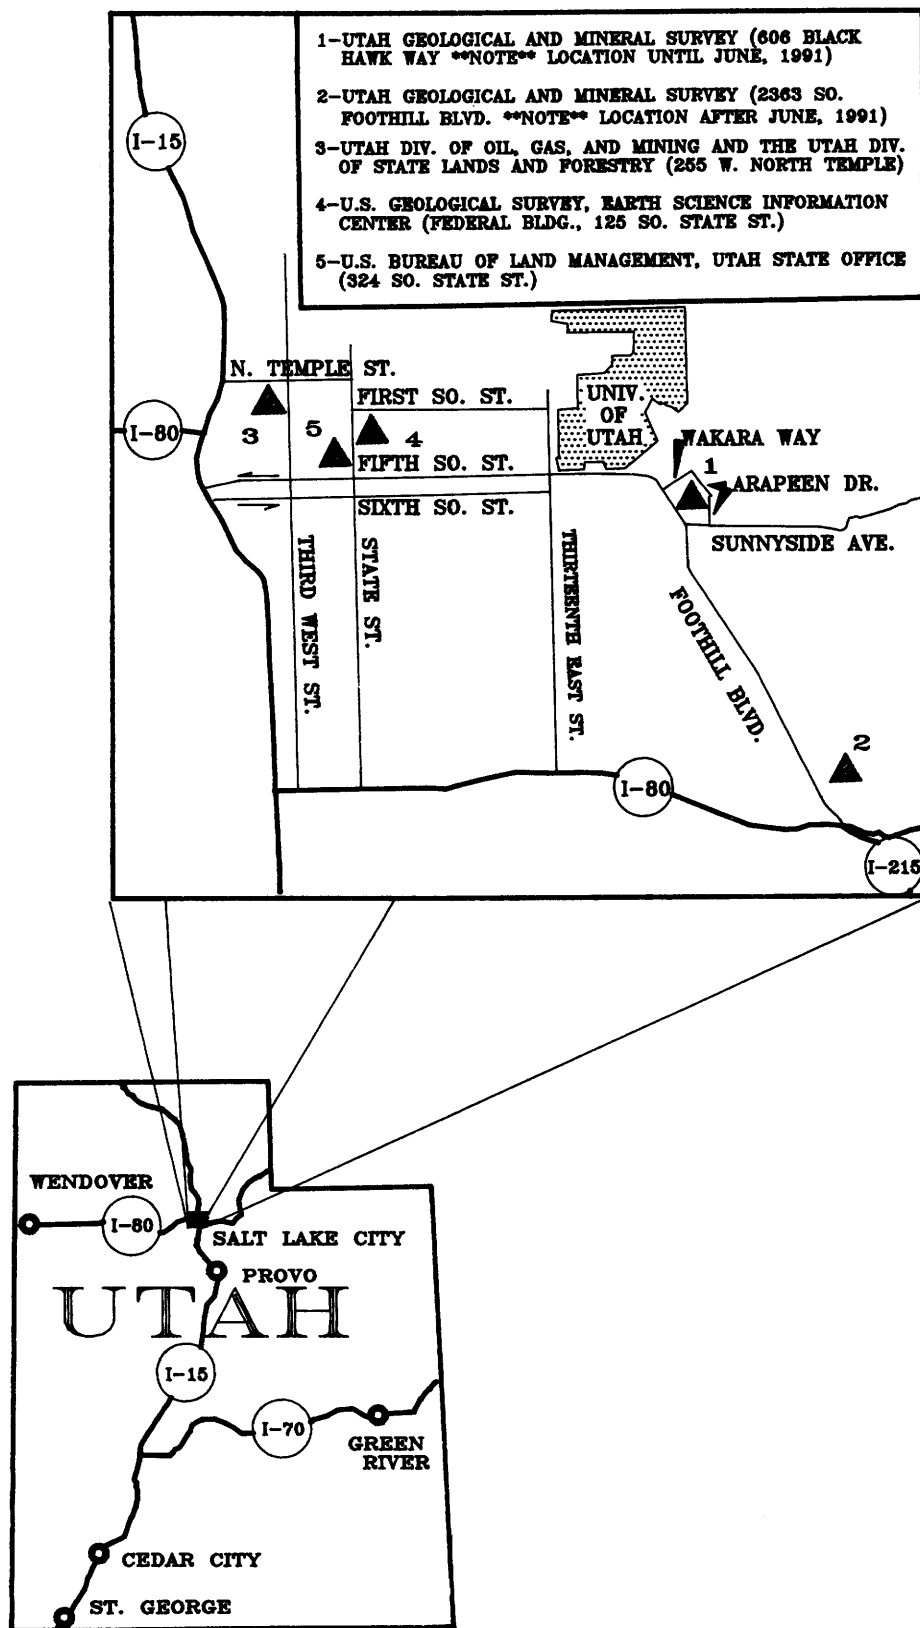 1-UTAH GEOLOGICAL AND MINERAL SURVEY (606 BLACK
HAWK WAY **NOTE** LOCATION UNTIL JUNE, 1991)
2-UTAH GEOLOGICAL AND MINERAL SURVEY (2363 SO.
FOOTHILL BLVD. **NOTE** LOCATION AFTER JUNE, 1991)
3-UTAH DIV. OF OIL, GAS, AND MINING AND THE UTAH DIV.
OF STATE LANDS AND FORESTRY (255 W. NORTH TEMPLE)
4-U.S. GEOLOGICAL SURVEY, EARTH SCIENCE INFORMATION
CENTER (FEDERAL BLDG., 125 SO. STATE ST.)
5-U.S. BUREAU OF LAND MANAGEMENT, UTAH STATE OFFICE
(324 SO. STATE ST.)
I-15
N. TEMPLE ST.
FIRST SO. ST.
UNIV.
OF
UTAH
I-80
3
5
4
WAKARA WAY
FIFTH SO. ST.
1
ARAPEEN DR.
SIXTH SO. ST.
SUNNYSIDE AVE.
THIRD WEST ST.
STATE ST.
THIRTEENTH EAST ST.
FOOTHILL BLVD.
2
I-80
I-215
WENDOVER
I-80
SALT LAKE CITY
PROVO
UTAH
I-15
I-70
GREEN
RIVER
CEDAR CITY
ST. GEORGE